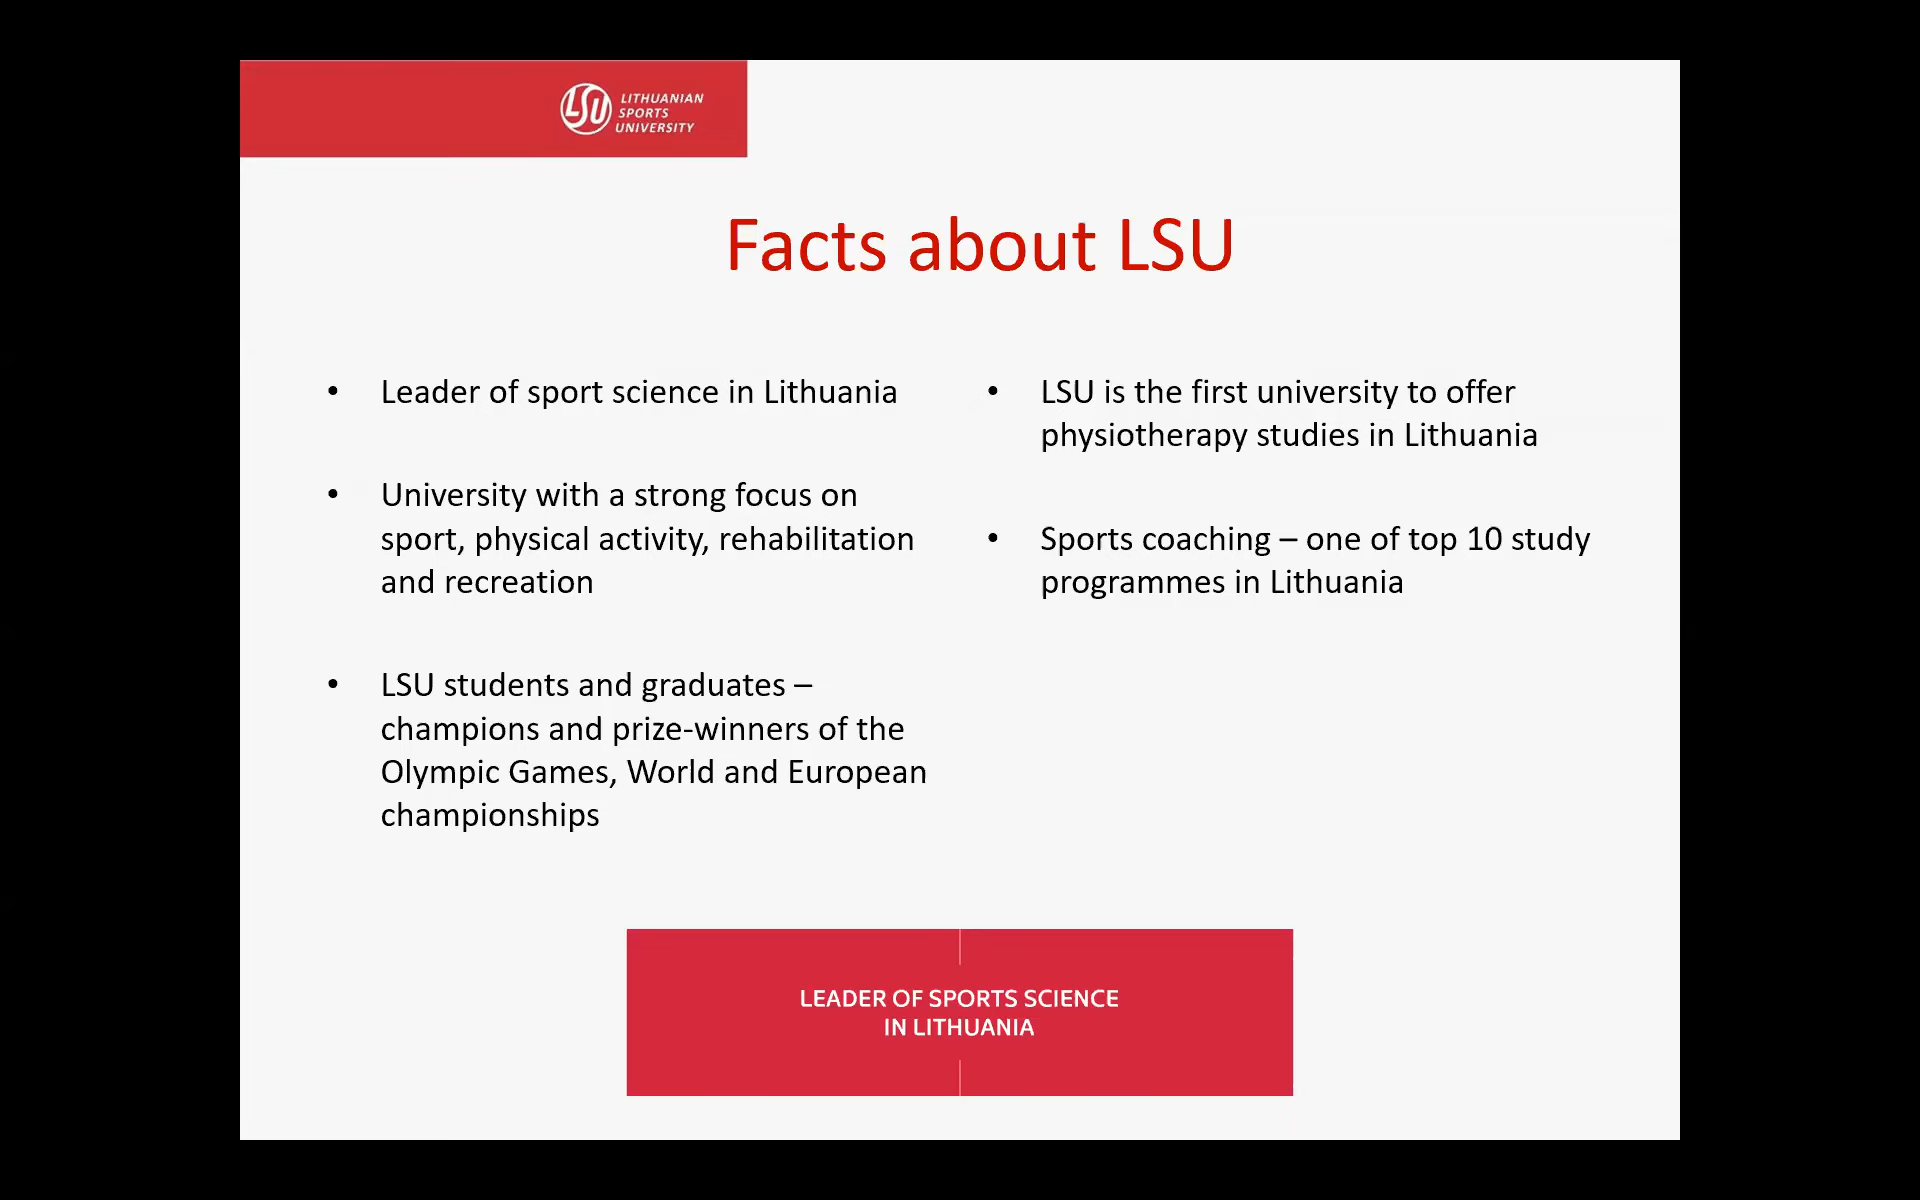 LSU LITHUANIAN
SPORTS
UNIVERSITY
Facts about LSU
• Leader of sport science in Lithuania
• University with a strong focus on
sport, physical activity, rehabilitation
and recreation
• LSU students and graduates –
champions and prize-winners of the
Olympic Games, World and European
championships
• LSU is the first university to offer
physiotherapy studies in Lithuania
• Sports coaching – one of top 10 study
programmes in Lithuania
LEADER OF SPORTS SCIENCE
IN LITHUANIA